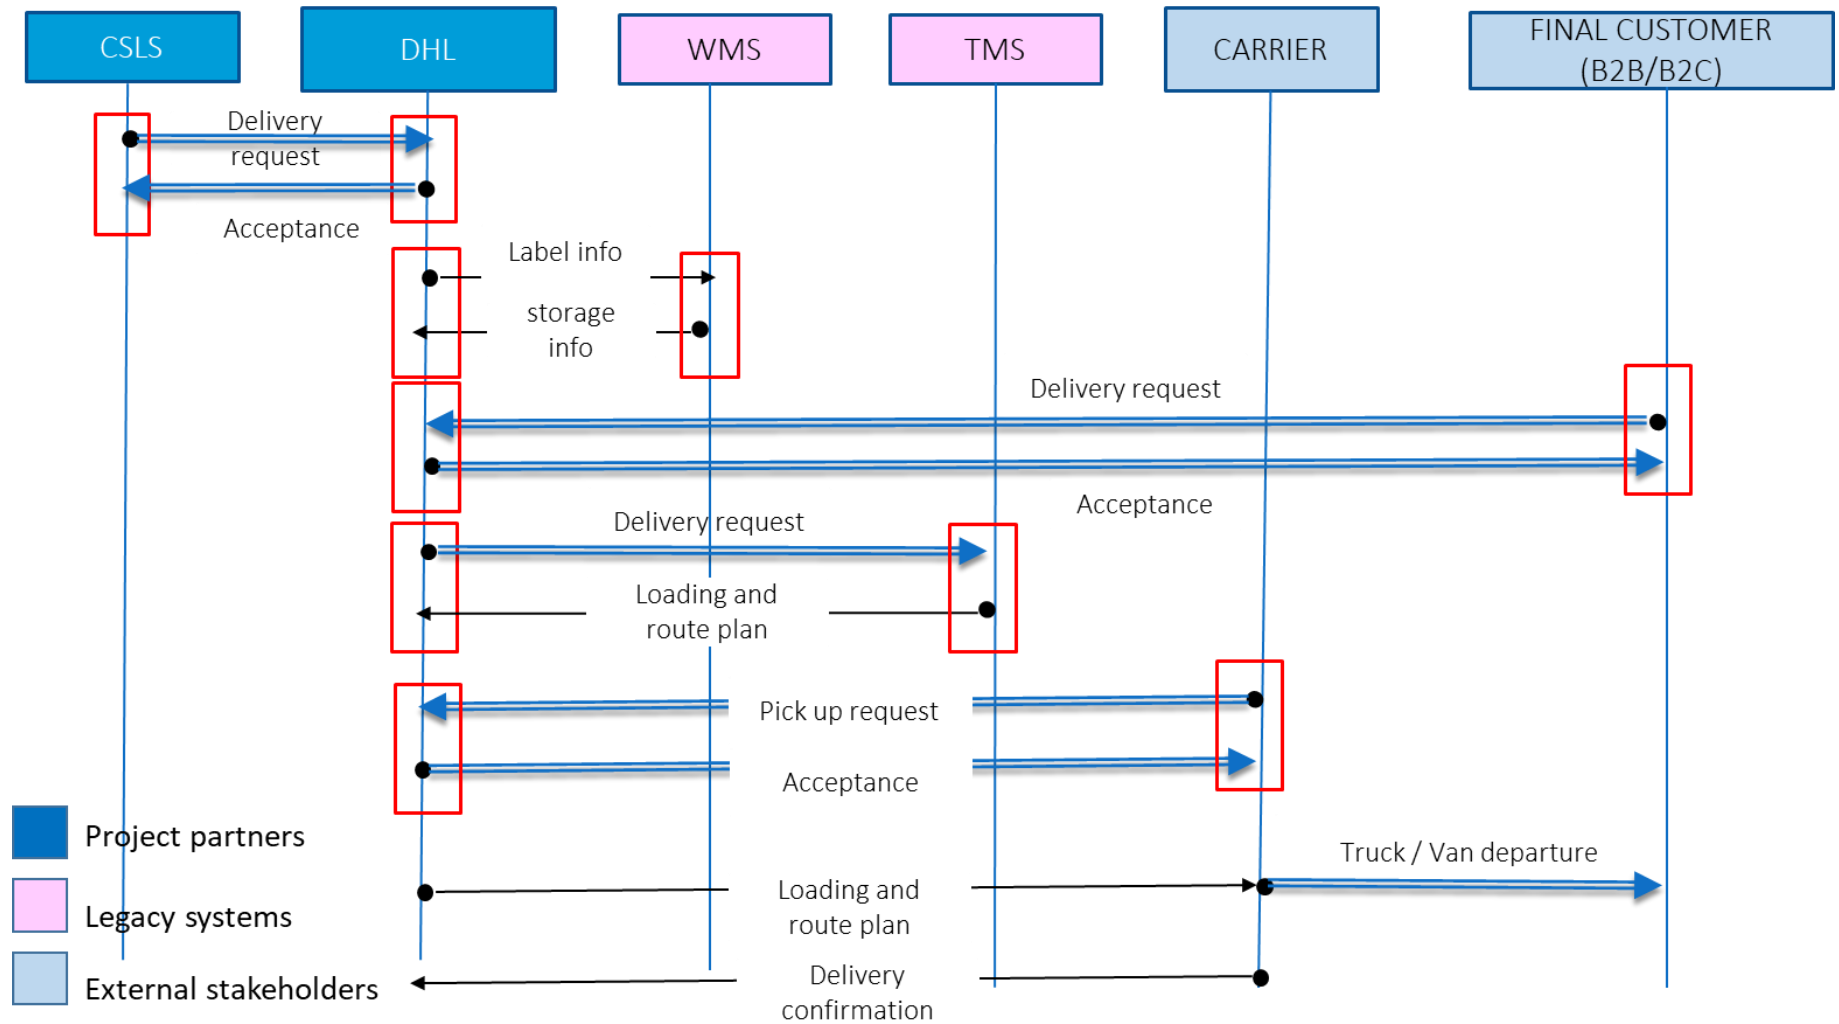 CSLS
DHL
WMS
TMS
CARRIER
FINAL CUSTOMER
(B2B/B2C)
Delivery
request
Acceptance
Label info
storage
info
Delivery request
Acceptance
Delivery request
Loading and
route plan
Pick up request
Acceptance
Truck / Van departure
Loading and
route plan
Delivery
confirmation
Project partners
Legacy systems
External stakeholders